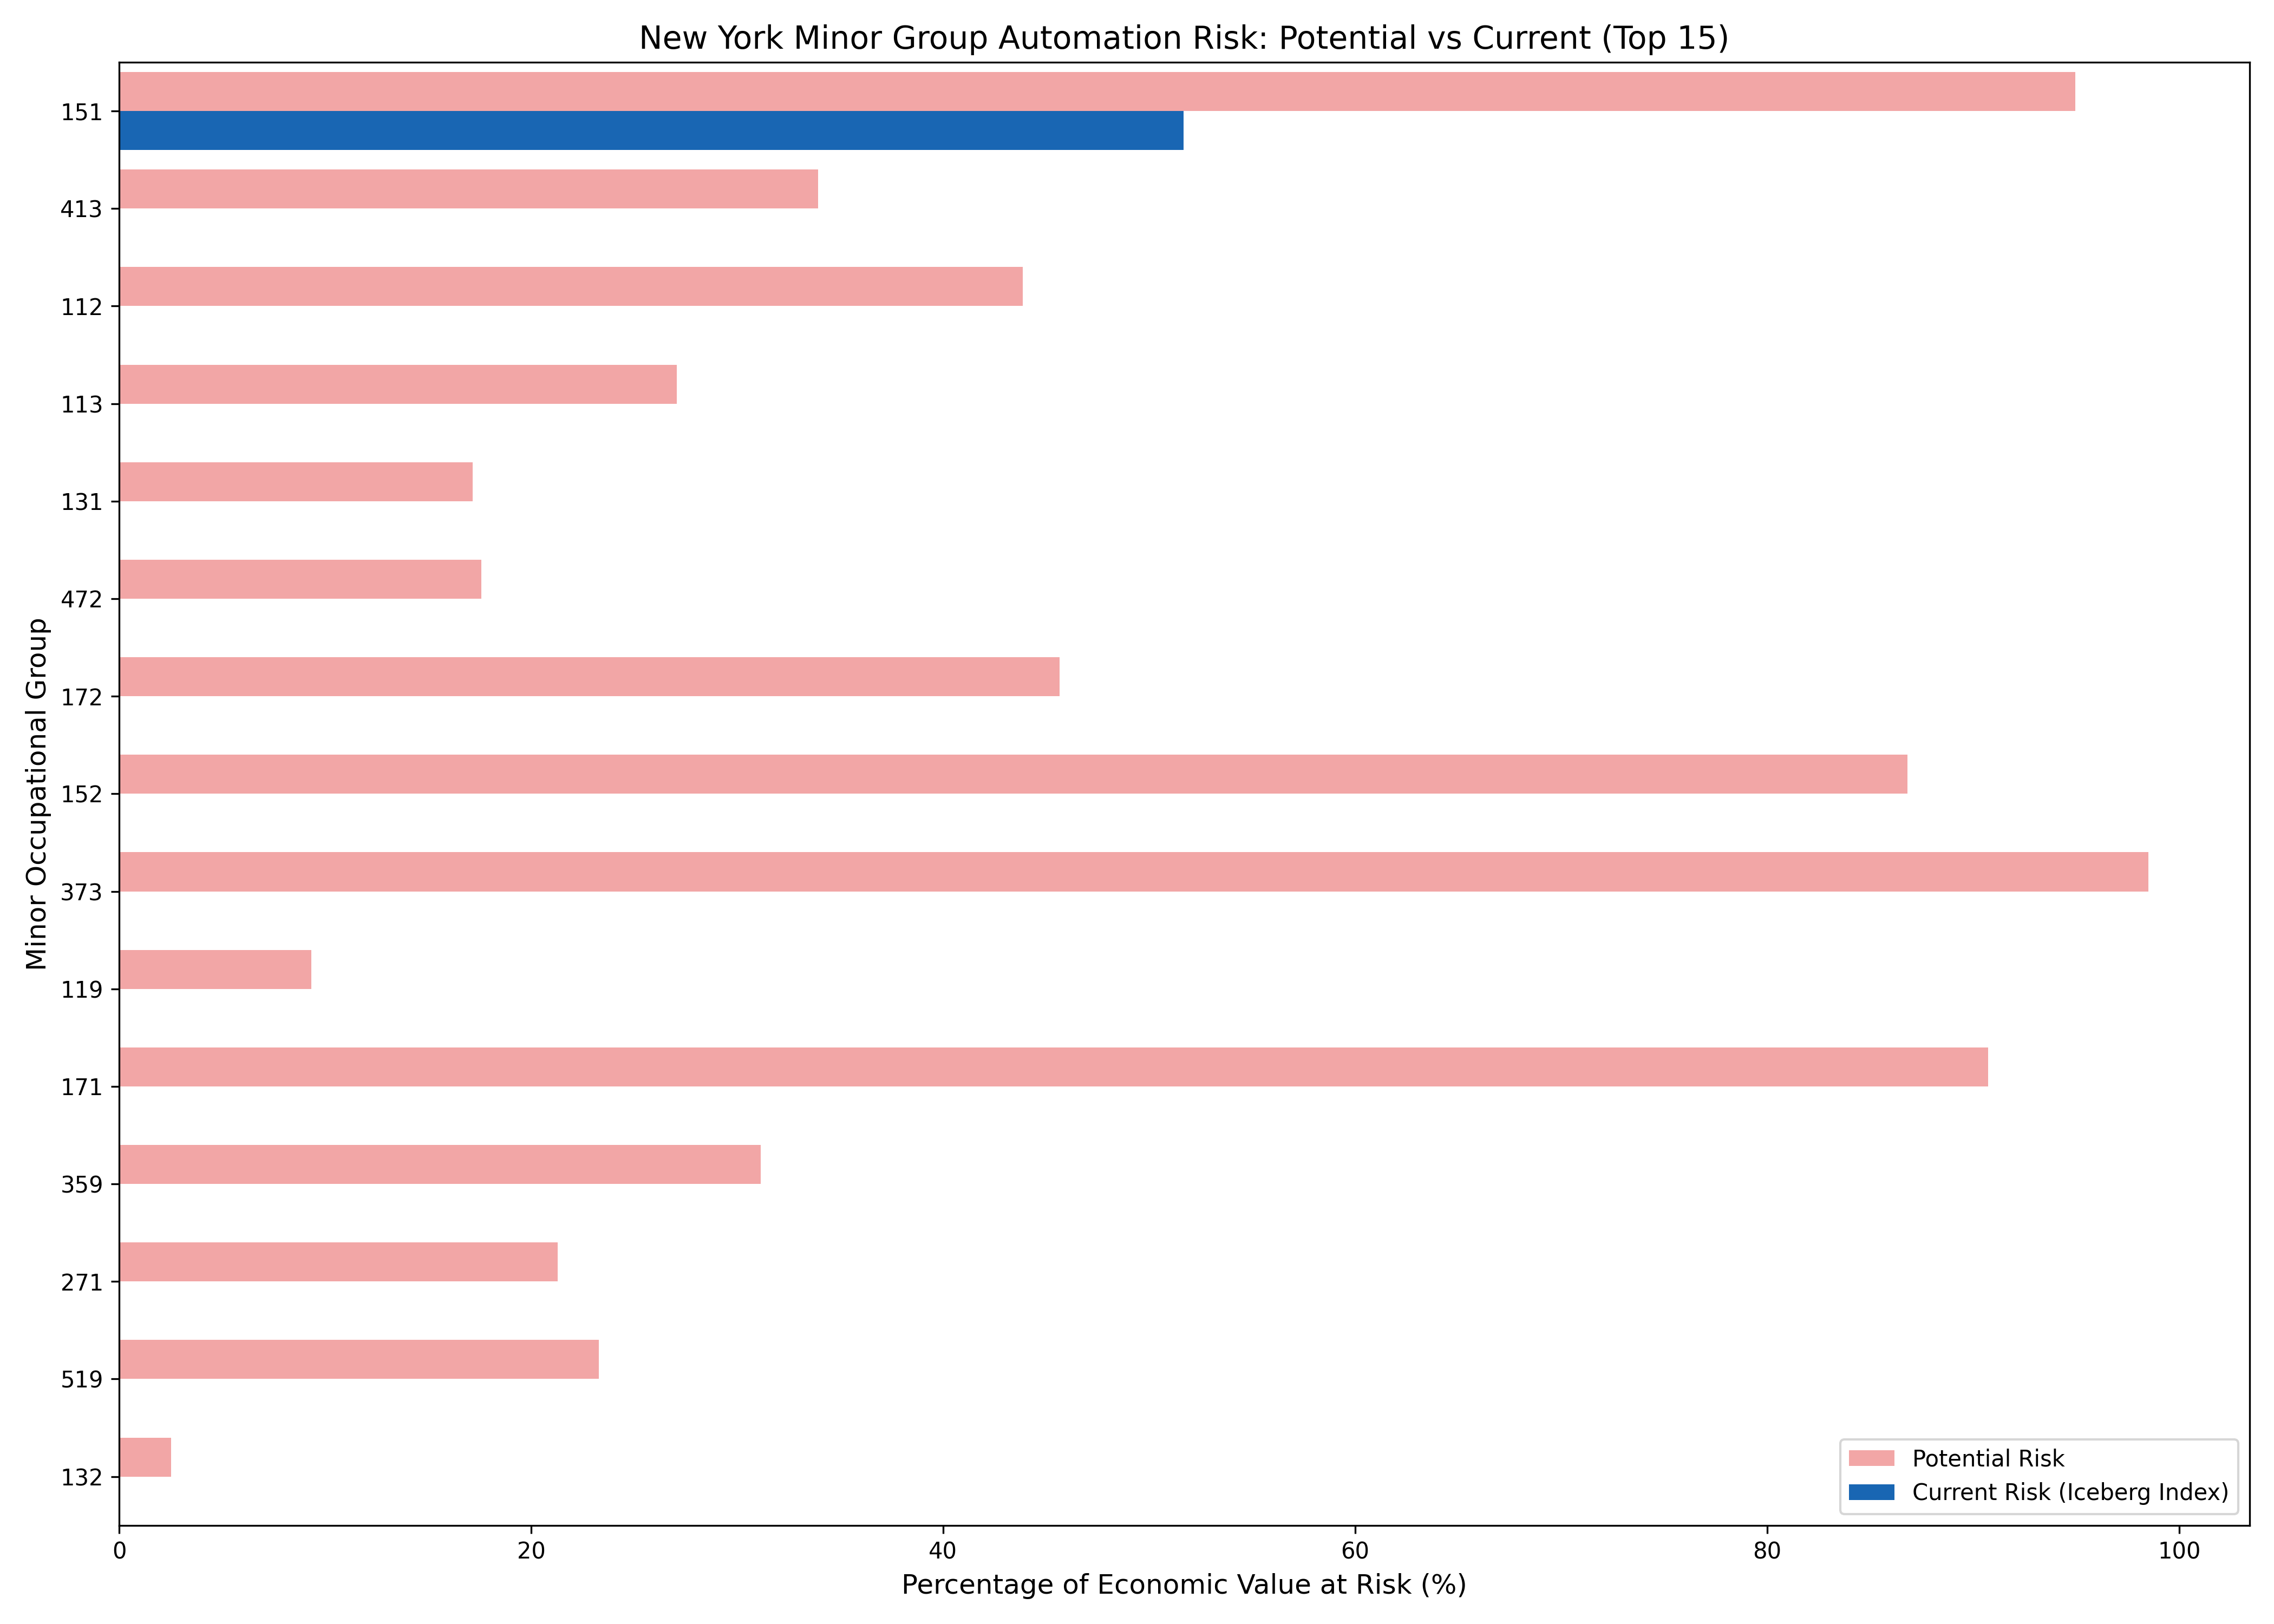 New York Minor Group Automation Risk: Potential vs Current (Top 15)
Minor Occupational Group
151
413
112
113
131
472
172
152
373
119
171
359
271
519
132
Potential Risk
Current Risk (Iceberg Index)
0 20 40 60 80 100
Percentage of Economic Value at Risk (%)